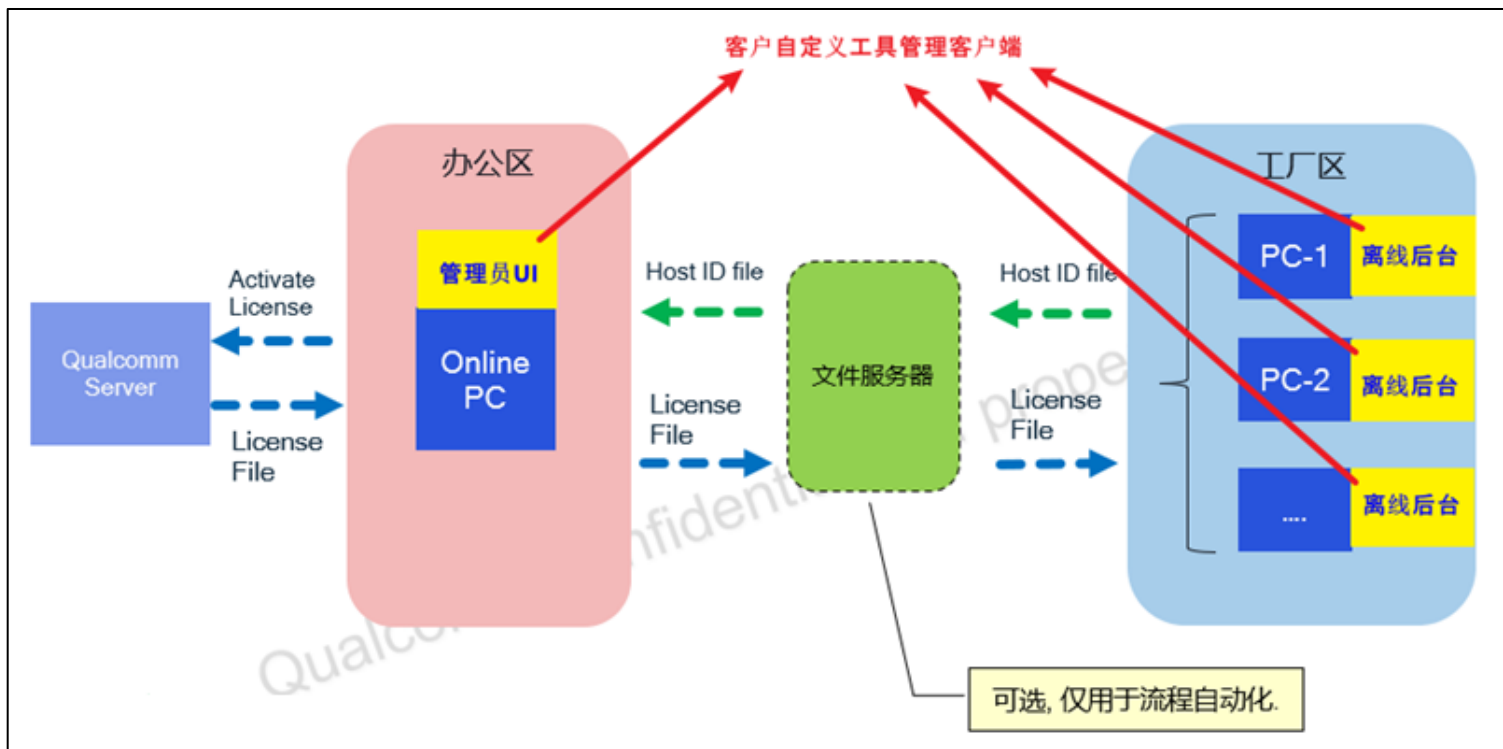 客户自定义工具管理客户端
办公区
工厂区
管理员UI
Online
PC
Activate
License
License
File
Qualcomm
Server
Host ID file
License
File
文件服务器
Host ID file
License
File
PC-1
离线后台
PC-2
离线后台
....
离线后台
可选, 仅用于流程自动化.